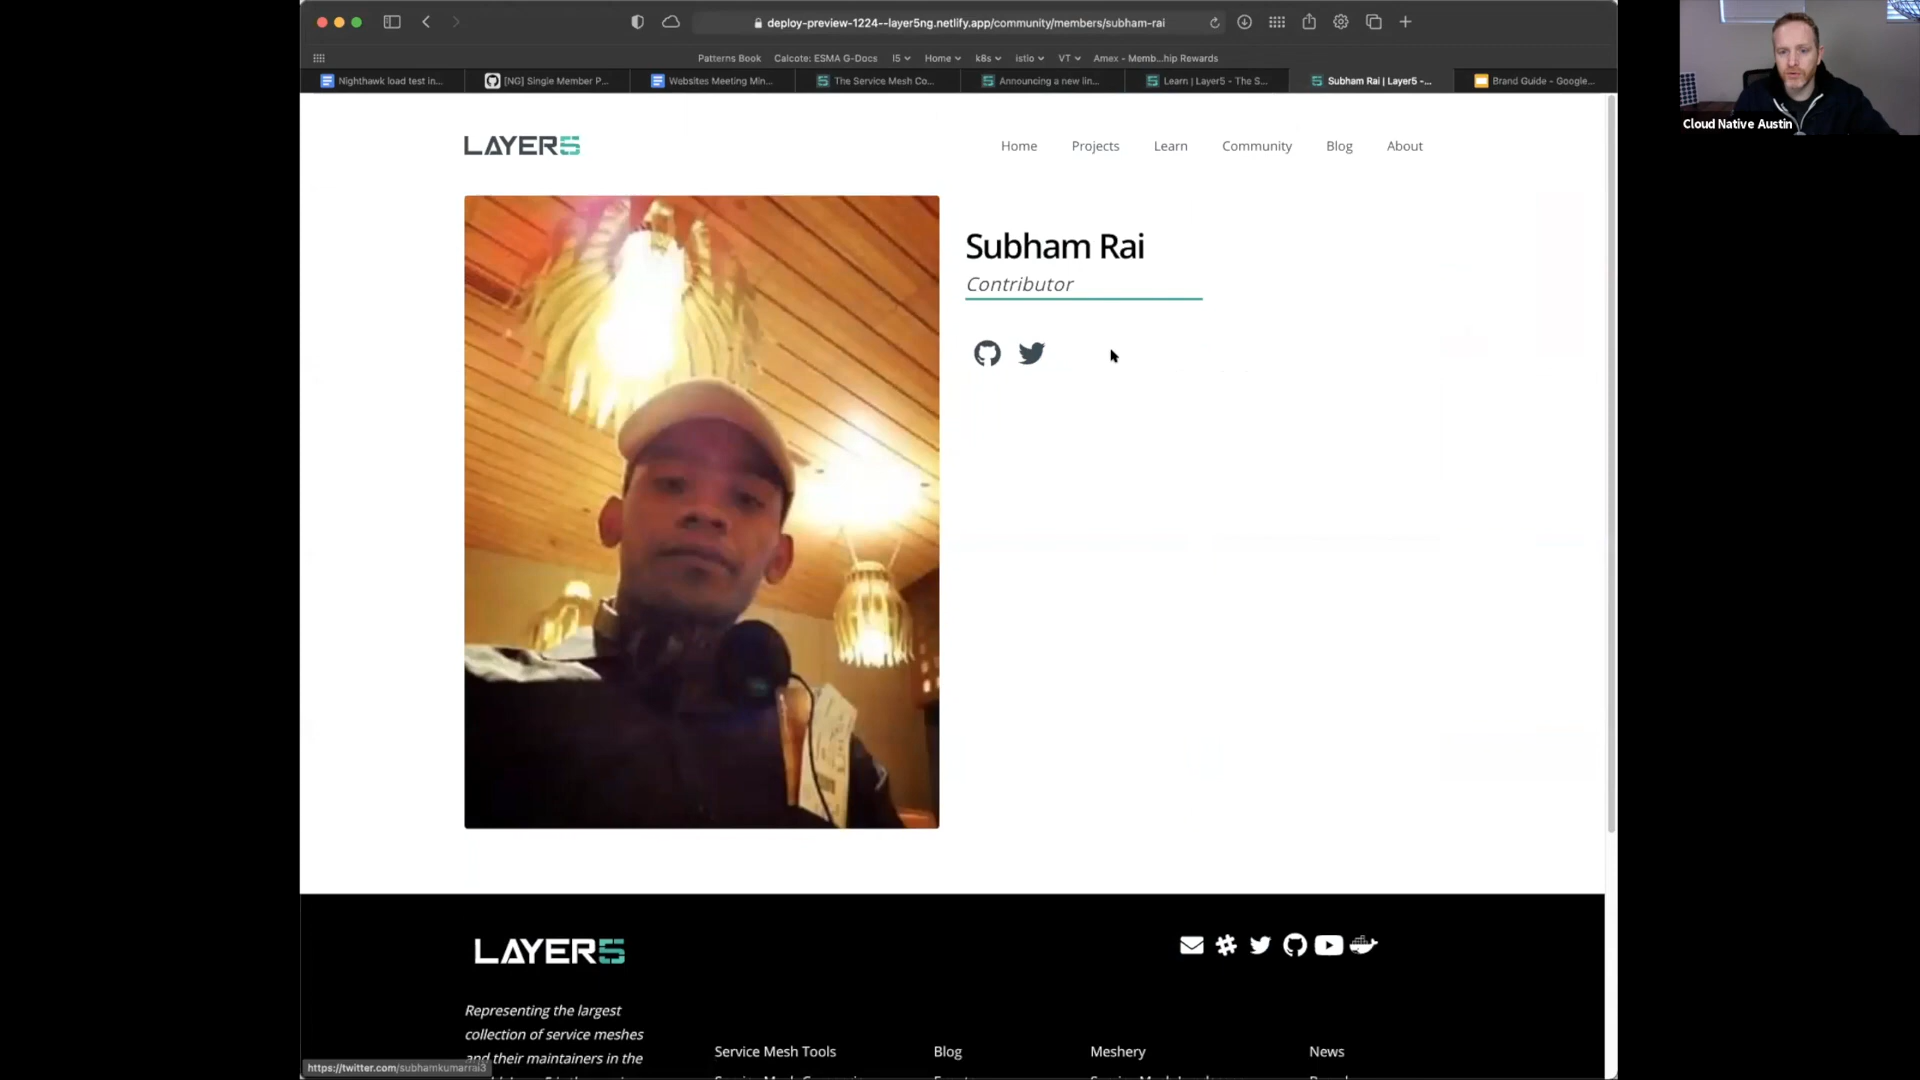 deploy-preview-1224--layer5ng.netlify.app/community/members/subham-rai
Patterns Book Calcote: ESMA G-Docs l5 Home k8s istio VT Amex - Memb...hip Rewards
Nighthawk load test in... [NG] Single Member P... Websites Meeting Min... The Service Mesh Co... Announcing a new lin... Learn | Layer5 - The S... Subham Rai | Layer5 -... Brand Guide - Google...
Cloud Native Austin
LAYER5
Home Projects Learn Community Blog About
Subham Rai
Contributor
LAYER5
Representing the largest
collection of service meshes
and their maintainers in the
Service Mesh Tools Blog Meshery News
https://twitter.com/subhamkumarrai3